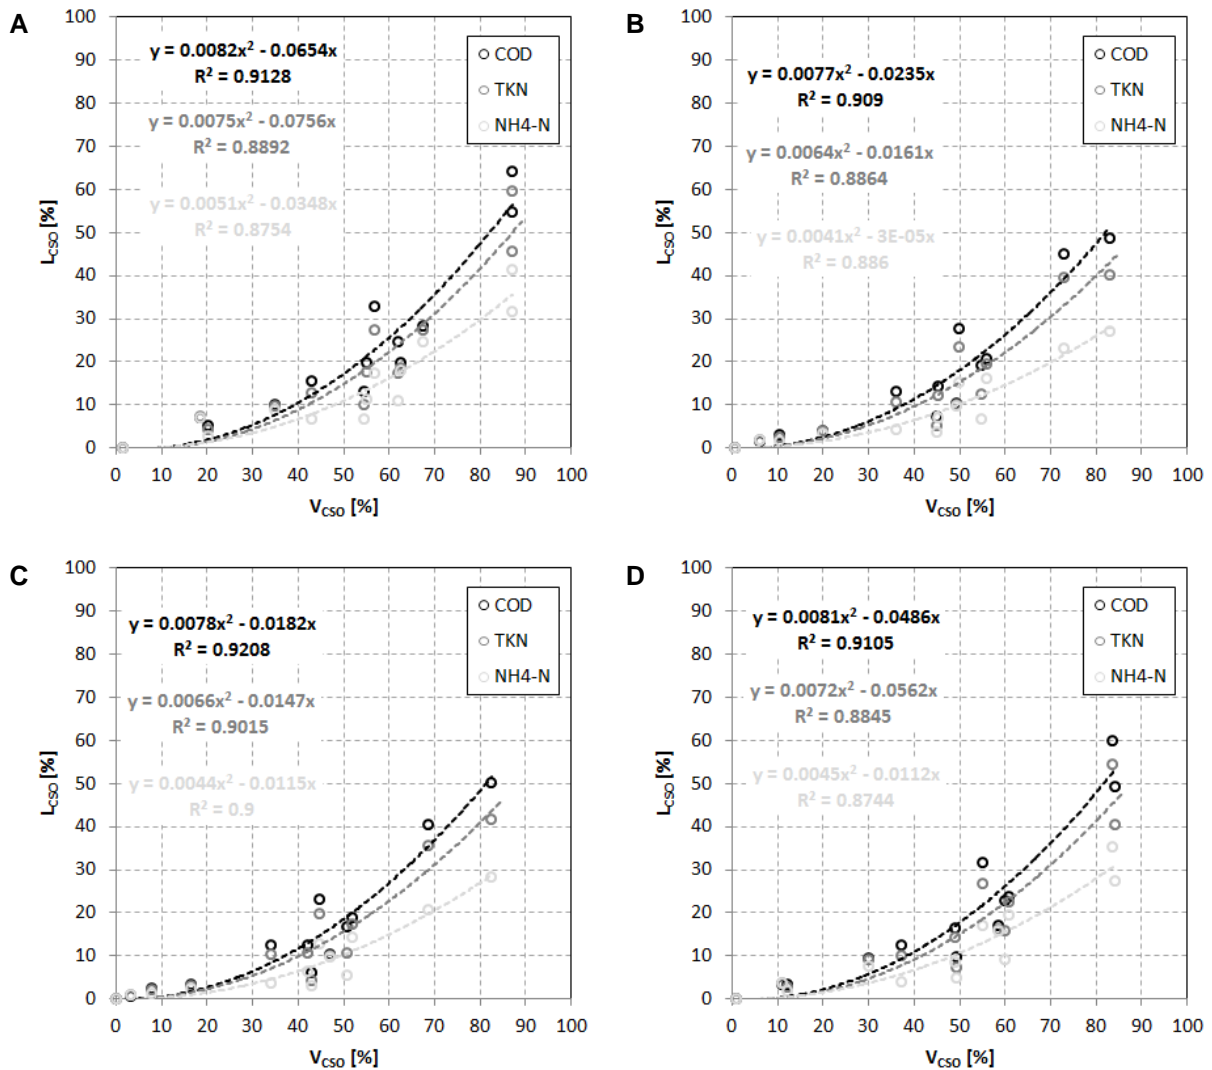 A
100
90
80
70
60
50
40
30
20
10
0
L_CSO [%]
y = 0.0082x² - 0.0654x
R² = 0.9128
y = 0.0075x² - 0.0756x
R² = 0.8892
y = 0.0051x² - 0.0348x
R² = 0.8754
COD
TKN
NH4-N
0 10 20 30 40 50 60 70 80 90 100
V_CSO [%]
B
100
90
80
70
60
50
40
30
20
10
0
L_CSO [%]
y = 0.0077x² - 0.0235x
R² = 0.909
y = 0.0064x² - 0.0161x
R² = 0.8864
y = 0.0041x² - 3E-05x
R² = 0.886
COD
TKN
NH4-N
0 10 20 30 40 50 60 70 80 90 100
V_CSO [%]
C
100
90
80
70
60
50
40
30
20
10
0
L_CSO [%]
y = 0.0078x² - 0.0182x
R² = 0.9208
y = 0.0066x² - 0.0147x
R² = 0.9015
y = 0.0044x² - 0.0115x
R² = 0.9
COD
TKN
NH4-N
0 10 20 30 40 50 60 70 80 90 100
V_CSO [%]
D
100
90
80
70
60
50
40
30
20
10
0
L_CSO [%]
y = 0.0081x² - 0.0486x
R² = 0.9105
y = 0.0072x² - 0.0562x
R² = 0.8845
y = 0.0045x² - 0.0112x
R² = 0.8744
COD
TKN
NH4-N
0 10 20 30 40 50 60 70 80 90 100
V_CSO [%]